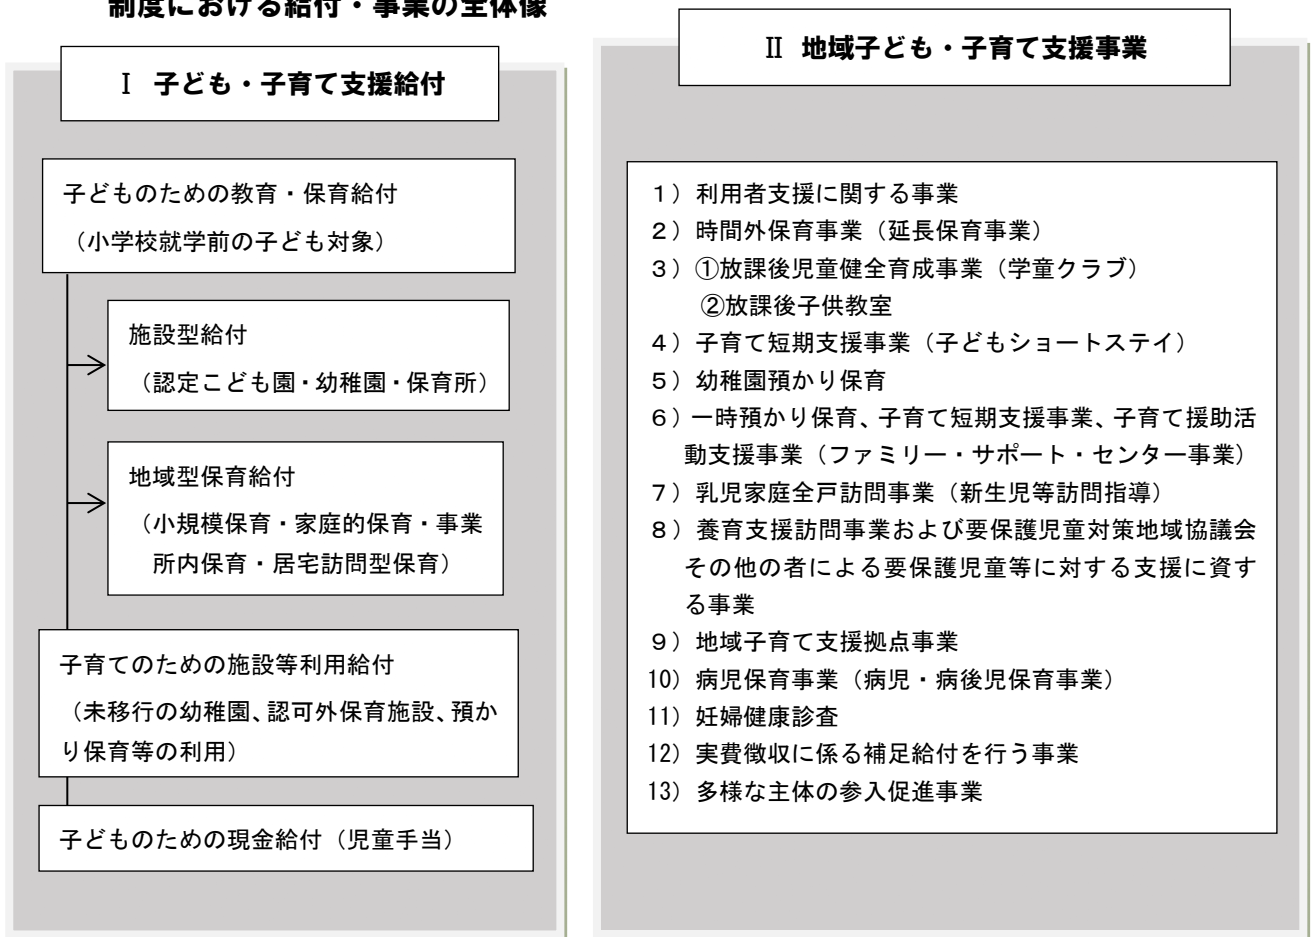 制度における給付・事業の全体像
Ⅰ 子ども・子育て支援給付
子どものための教育・保育給付
（小学校就学前の子ども対象）
施設型給付
（認定こども園・幼稚園・保育所）
地域型保育給付
（小規模保育・家庭的保育・事業
所内保育・居宅訪問型保育）
子育てのための施設等利用給付
（未移行の幼稚園、認可外保育施設、預か
り保育等の利用）
子どものための現金給付（児童手当）
Ⅱ 地域子ども・子育て支援事業
１）利用者支援に関する事業
２）時間外保育事業（延長保育事業）
３）①放課後児童健全育成事業（学童クラブ）
②放課後子供教室
４）子育て短期支援事業（子どもショートステイ）
５）幼稚園預かり保育
６）一時預かり保育、子育て短期支援事業、子育て援助活
動支援事業（ファミリー・サポート・センター事業）
７）乳児家庭全戸訪問事業（新生児等訪問指導）
８）養育支援訪問事業および要保護児童対策地域協議会
その他の者による要保護児童等に対する支援に資す
る事業
９）地域子育て支援拠点事業
10）病児保育事業（病児・病後児保育事業）
11）妊婦健康診査
12）実費徴収に係る補足給付を行う事業
13）多様な主体の参入促進事業